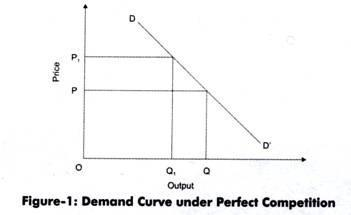 D
P₁
Price
P
D'
O
Q₁
Q
Output
Figure-1: Demand Curve under Perfect Competition